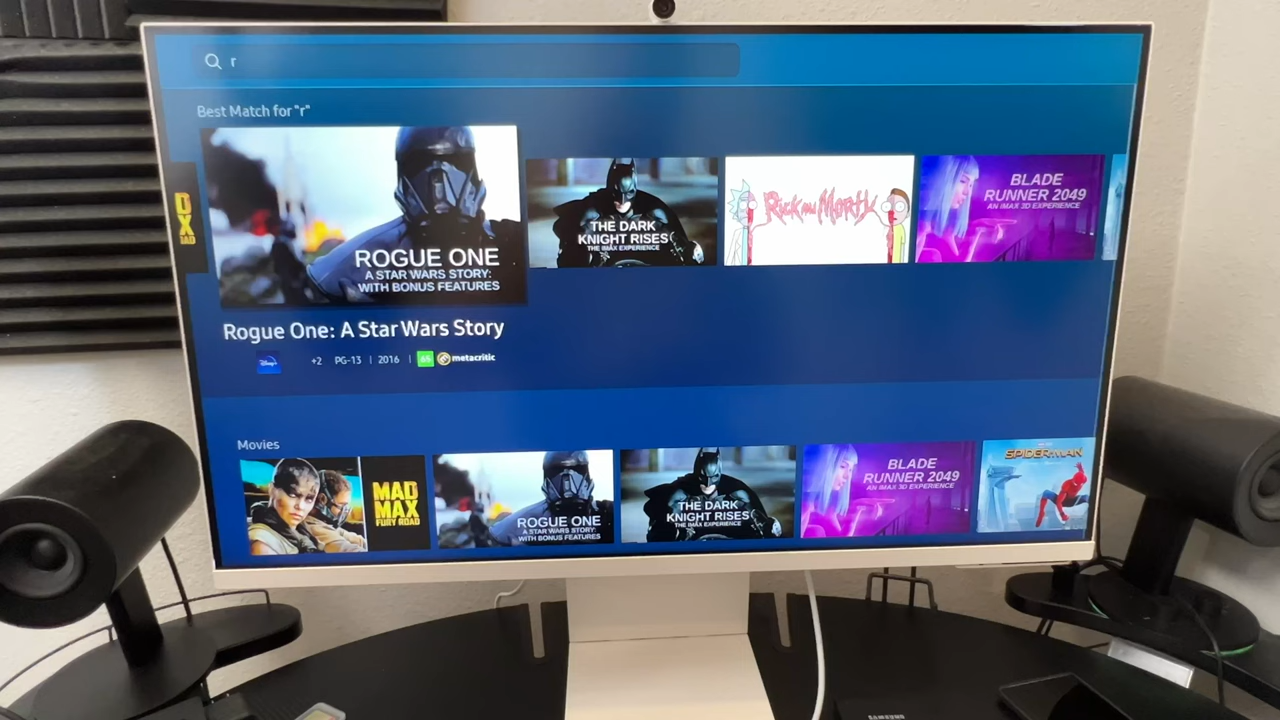 r
Best Match for "r"
D
X
OAD
ROGUE ONE
A STAR WARS STORY:
WITH BONUS FEATURES
THE DARK
KNIGHT RISES
THE IMAX EXPERIENCE
RICK AND MORTY
BLADE
RUNNER 2049
AN IMAX 3D EXPERIENCE
Rogue One: A Star Wars Story
Disney+ +2 PG-13 | 2016 | 65 metacritic
Movies
MAD
MAX
FURY ROAD
ROGUE ONE
A STAR WARS STORY:
WITH BONUS FEATURES
THE DARK
KNIGHT RISES
THE IMAX EXPERIENCE
BLADE
RUNNER 2049
AN IMAX 3D EXPERIENCE
SPIDER-MAN
SAMSUNG